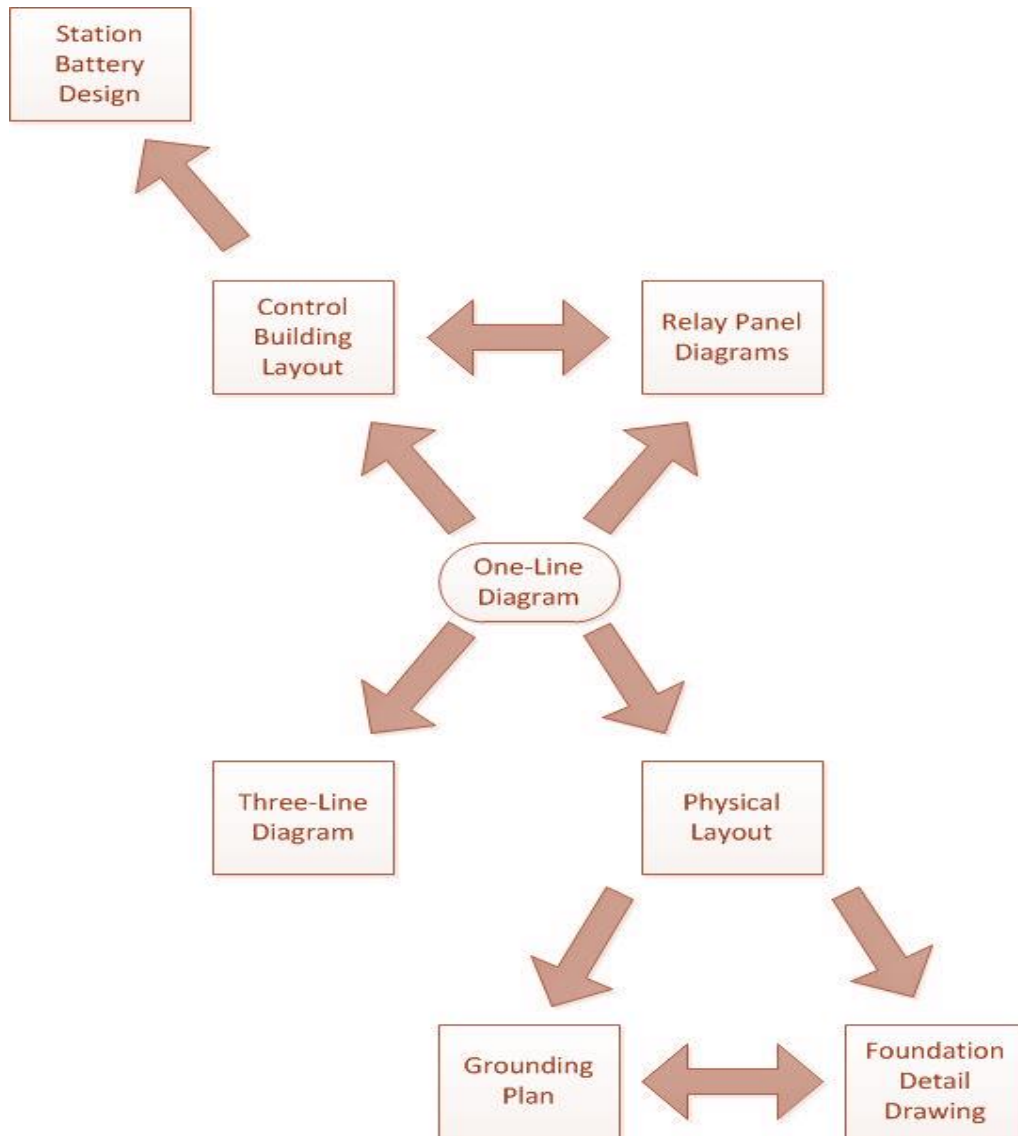 Station
Battery
Design
Control
Building
Layout
Relay Panel
Diagrams
One-Line
Diagram
Three-Line
Diagram
Physical
Layout
Grounding
Plan
Foundation
Detail
Drawing